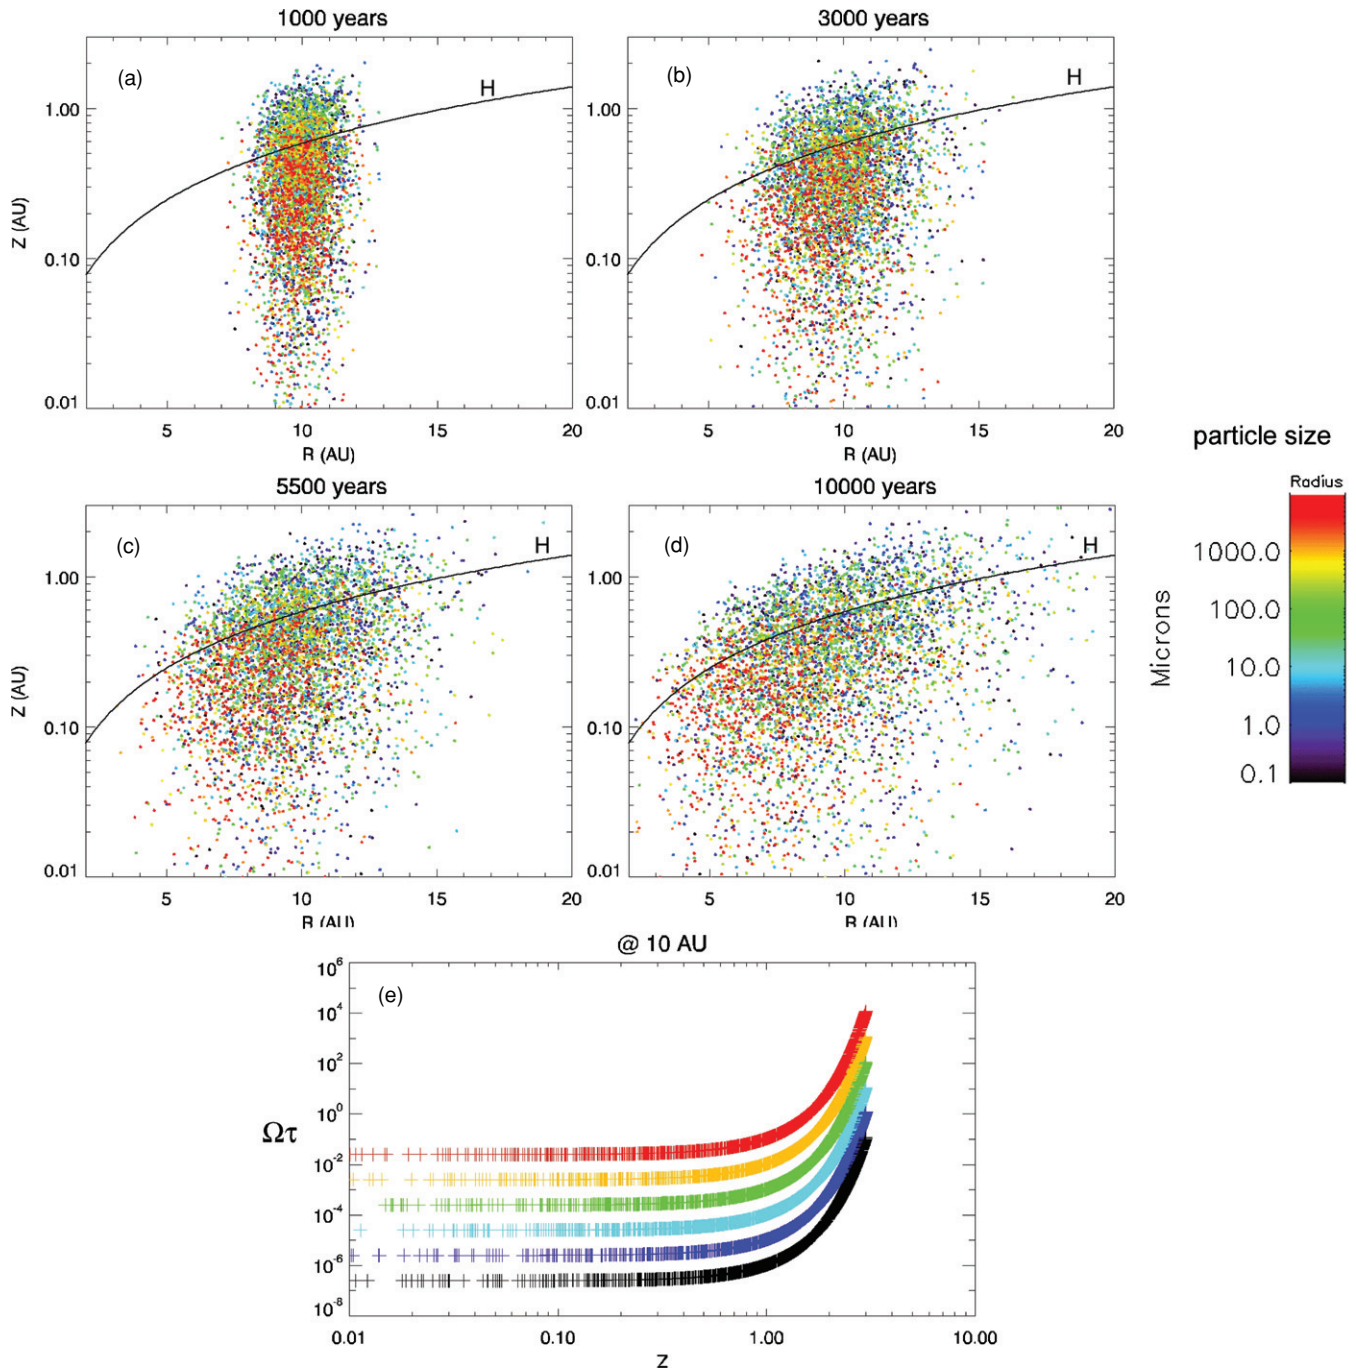 1000 years
3000 years
(a)
H
(b)
H
Z (AU)
1.00
0.10
0.01
1.00
0.10
0.01
5
10
15
20
5
10
15
20
R (AU)
R (AU)
5500 years
10000 years
(c)
H
(d)
H
Z (AU)
1.00
0.10
0.01
1.00
0.10
0.01
5
10
15
20
5
10
15
20
R (AU)
R (AU)
particle size
Radius
Microns
1000.0
100.0
10.0
1.0
0.1
@ 10 AU
(e)
Ωτ
10^6
10^4
10^2
10^0
10^-2
10^-4
10^-6
10^-8
0.01
0.10
1.00
10.00
z